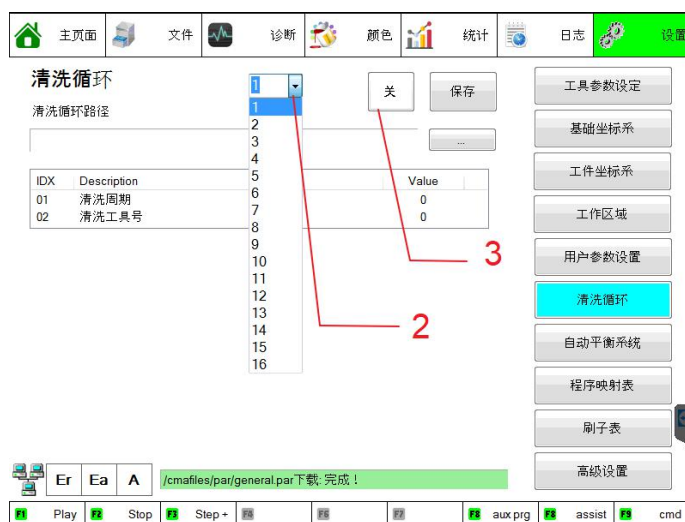 主页面 文件 诊断 颜色 统计 日志 设置
清洗循环 1 关 保存
清洗循环路径
...
1
2
3
4
5
6
7
8
9
10
11
12
13
14
15
16
IDX Description Value
01 清洗周期 0
02 清洗工具号 0
3
2
工具参数设定
基础坐标系
工件坐标系
工作区域
用户参数设置
清洗循环
自动平衡系统
程序映射表
刷子表
高级设置
Er Ea A /cmafiles/par/general.par下载: 完成！
F1 Play F2 Stop F3 Step + F4 F6 F7 F8 aux prg F8 assist F9 cmd